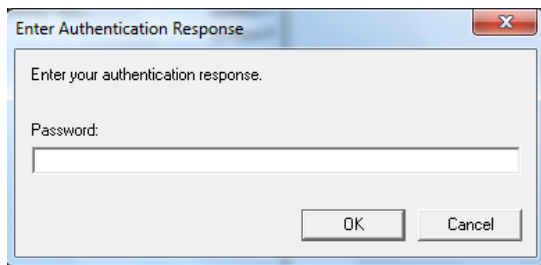 Enter Authentication Response
Enter your authentication response.
Password:
OK Cancel